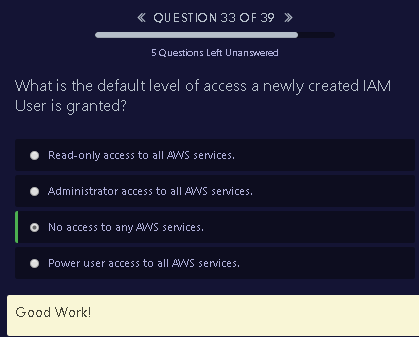 « QUESTION 33 OF 39 »
5 Questions Left Unanswered
What is the default level of access a newly created IAM
User is granted?
Read-only access to all AWS services.
Administrator access to all AWS services.
No access to any AWS services.
Power user access to all AWS services.
Good Work!